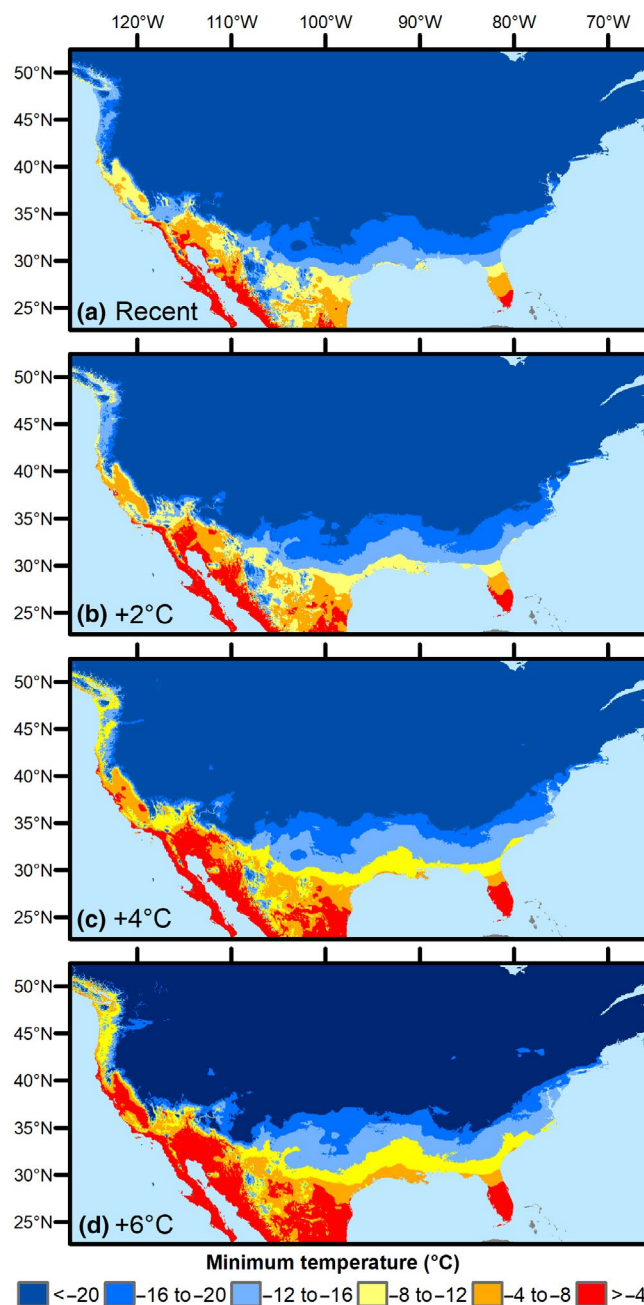 120°W 110°W 100°W 90°W 80°W 70°W
50°N
45°N
40°N
35°N
30°N
25°N
(a) Recent
50°N
45°N
40°N
35°N
30°N
25°N
(b) +2°C
50°N
45°N
40°N
35°N
30°N
25°N
(c) +4°C
50°N
45°N
40°N
35°N
30°N
25°N
(d) +6°C
Minimum temperature (°C)
<−20 −16 to−20 −12 to−16 −8 to−12 −4 to−8 >−4